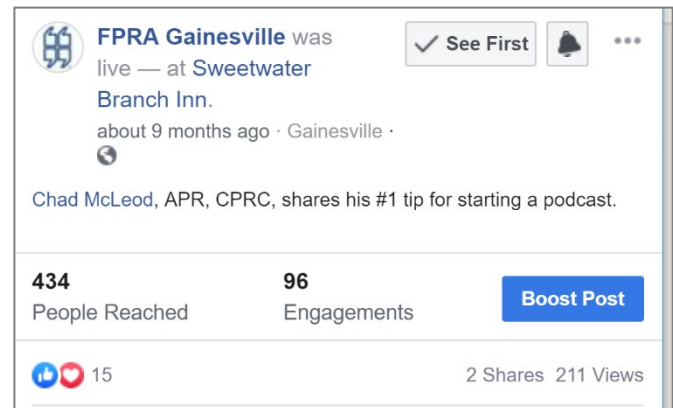 FPRA Gainesville was
live — at Sweetwater
Branch Inn.
about 9 months ago · Gainesville ·
See First
Chad McLeod, APR, CPRC, shares his #1 tip for starting a podcast.
434
People Reached
96
Engagements
Boost Post
15
2 Shares 211 Views